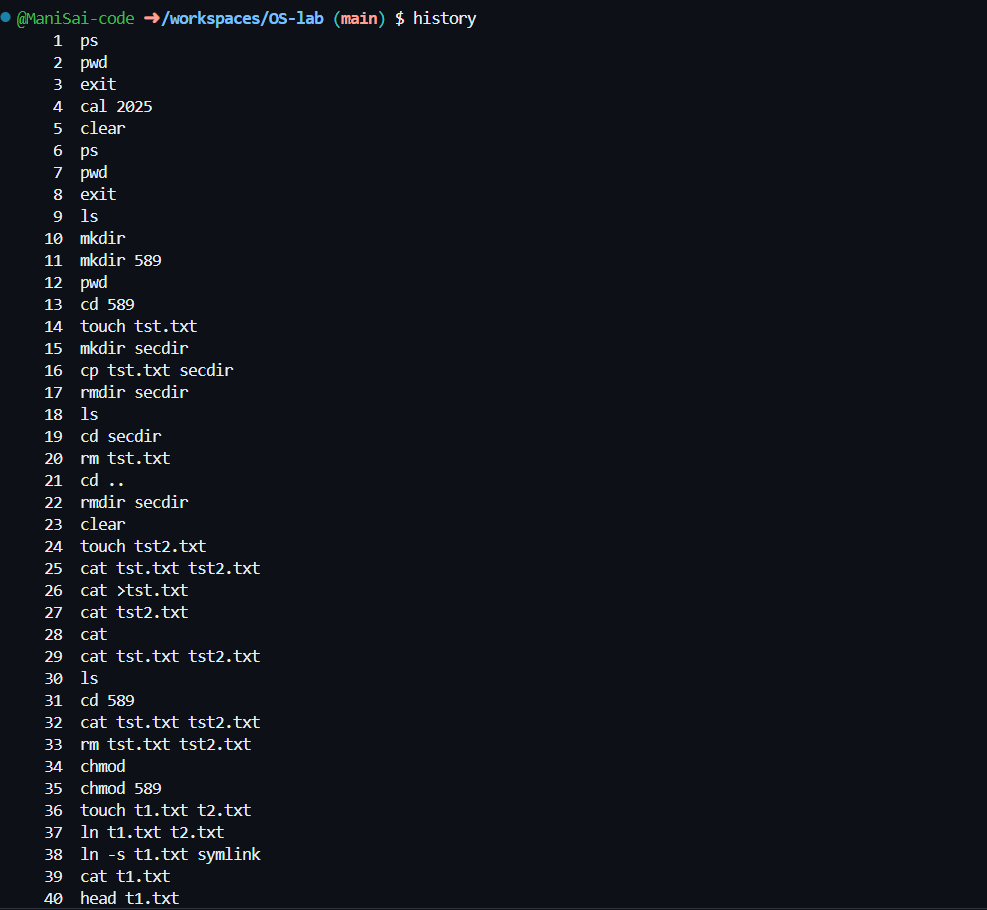 @ManiSai-code ➜/workspaces/OS-lab (main) $ history
1 ps
2 pwd
3 exit
4 cal 2025
5 clear
6 ps
7 pwd
8 exit
9 ls
10 mkdir
11 mkdir 589
12 pwd
13 cd 589
14 touch tst.txt
15 mkdir secdir
16 cp tst.txt secdir
17 rmdir secdir
18 ls
19 cd secdir
20 rm tst.txt
21 cd ..
22 rmdir secdir
23 clear
24 touch tst2.txt
25 cat tst.txt tst2.txt
26 cat >tst.txt
27 cat tst2.txt
28 cat
29 cat tst.txt tst2.txt
30 ls
31 cd 589
32 cat tst.txt tst2.txt
33 rm tst.txt tst2.txt
34 chmod
35 chmod 589
36 touch t1.txt t2.txt
37 ln t1.txt t2.txt
38 ln -s t1.txt symlink
39 cat t1.txt
40 head t1.txt